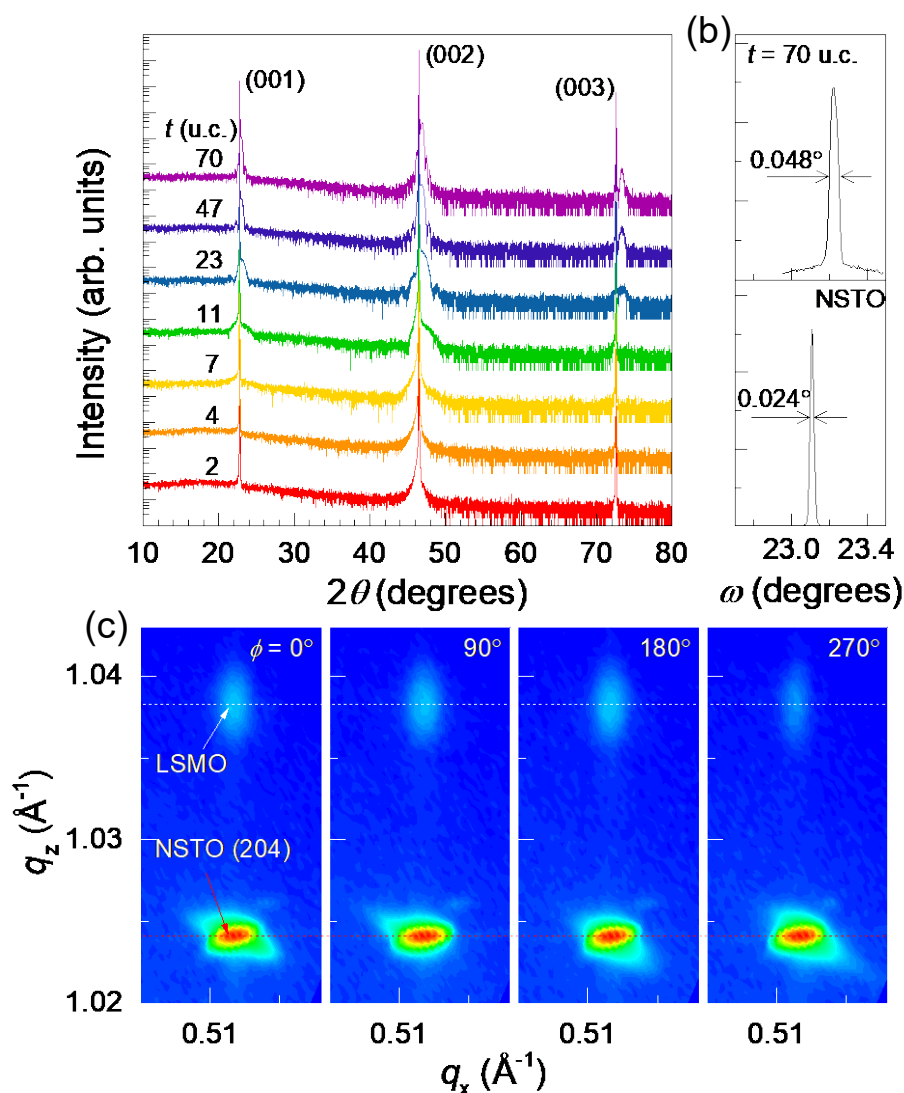 (b)
(002)
t = 70 u.c.
(001)
(003)
t (u.c.)
70
0.048°
47
23
NSTO
11
7
0.024°
4
2
Intensity (arb. units)
10 20 30 40 50 60 70 80
23.0 23.4
2θ (degrees)
ω (degrees)
(c)
ϕ = 0° 90° 180° 270°
1.04
LSMO
1.03
NSTO (204)
1.02
q_z (Å⁻¹)
0.51 0.51 0.51 0.51
q_x (Å⁻¹)